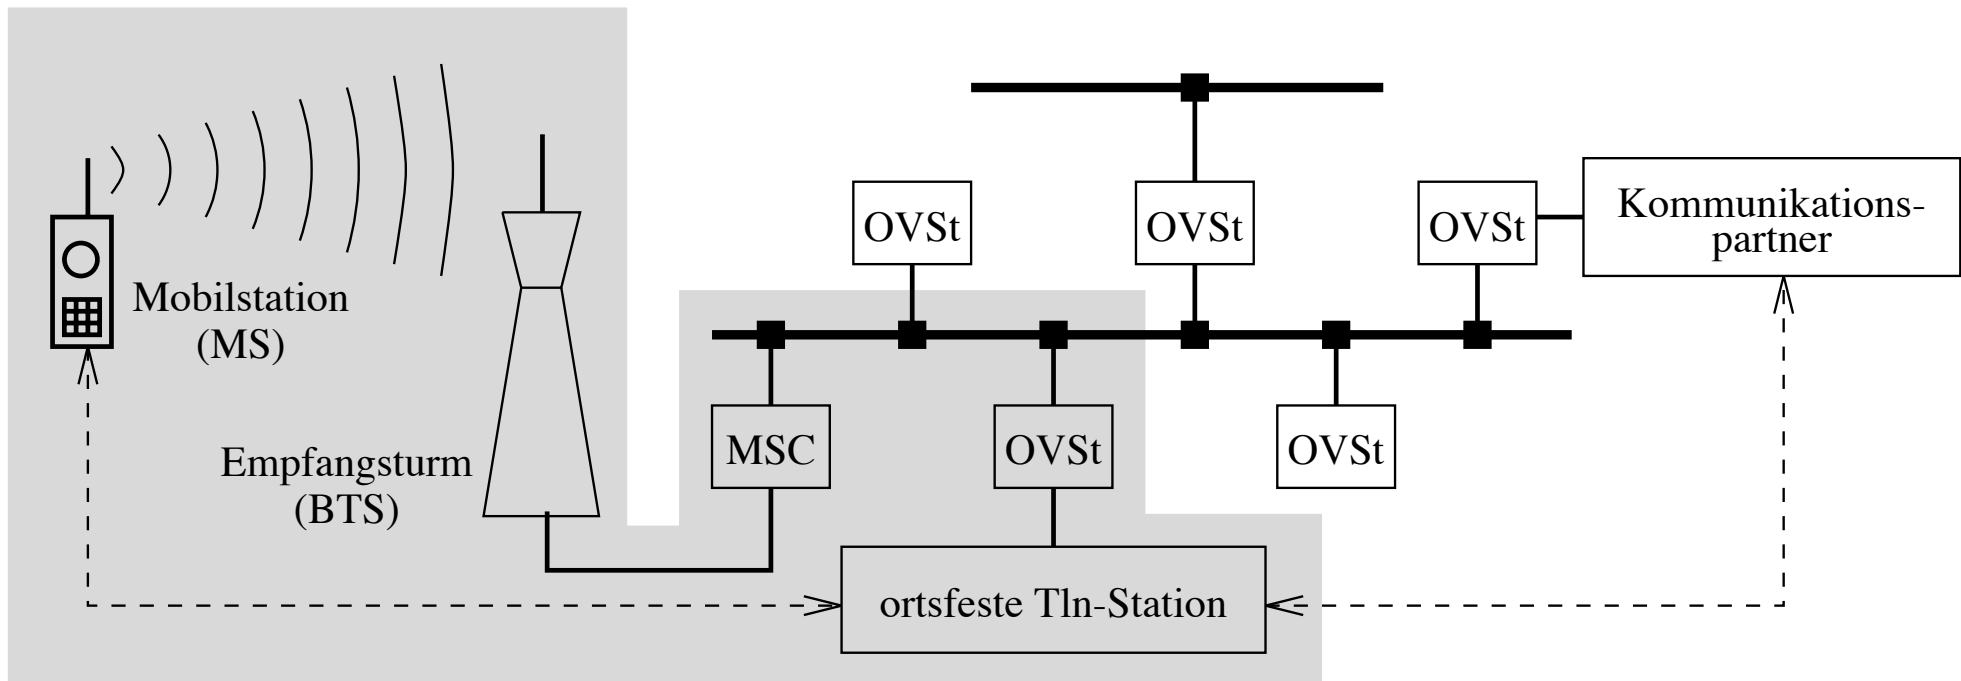 OVSt
OVSt
OVSt
Kommunikations-
partner
Mobilstation
(MS)
Empfangsturm
(BTS)
MSC
OVSt
OVSt
ortsfeste Tln-Station